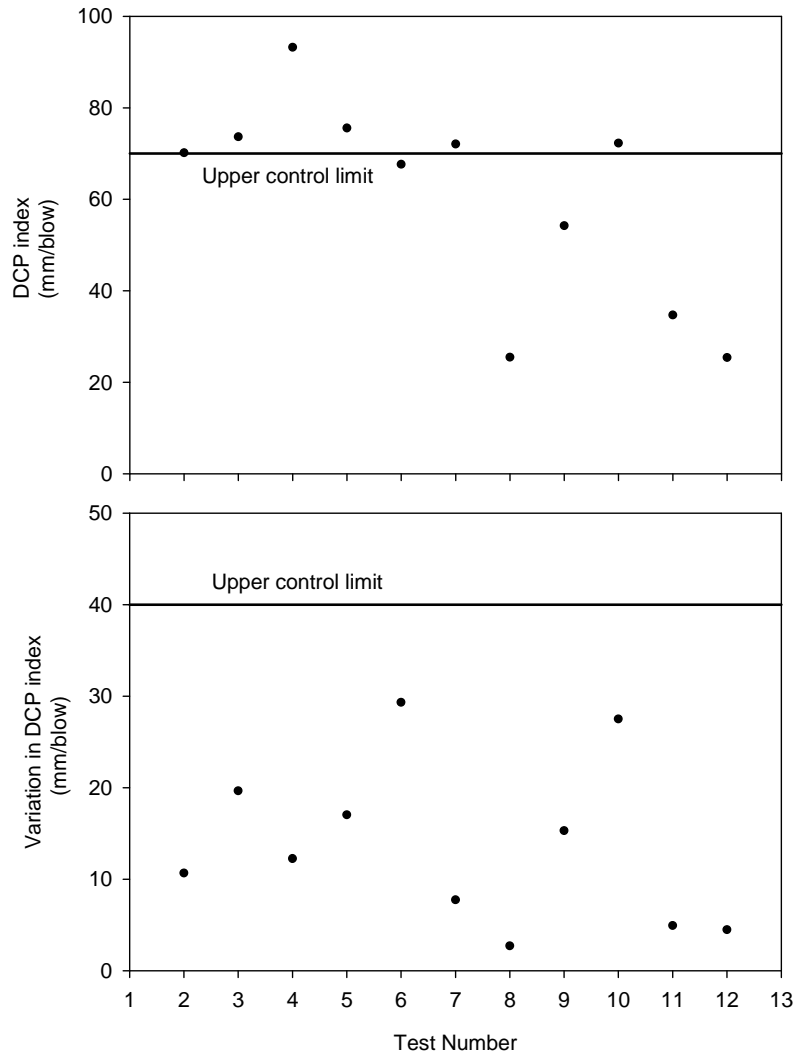 100
80
60
40
20
0
DCP index
(mm/blow)
Upper control limit
50
40
30
20
10
0
Variation in DCP index
(mm/blow)
Upper control limit
1 2 3 4 5 6 7 8 9 10 11 12 13
Test Number